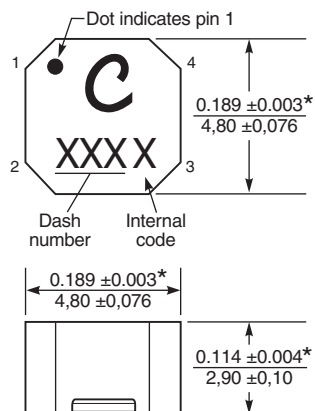 Dot indicates pin 1
1
4
C
0.189 ±0.003*
4,80 ±0,076
XXX X
2
3
Dash number
Internal code
0.189 ±0.003*
4,80 ±0,076
0.114 ±0.004*
2,90 ±0,10